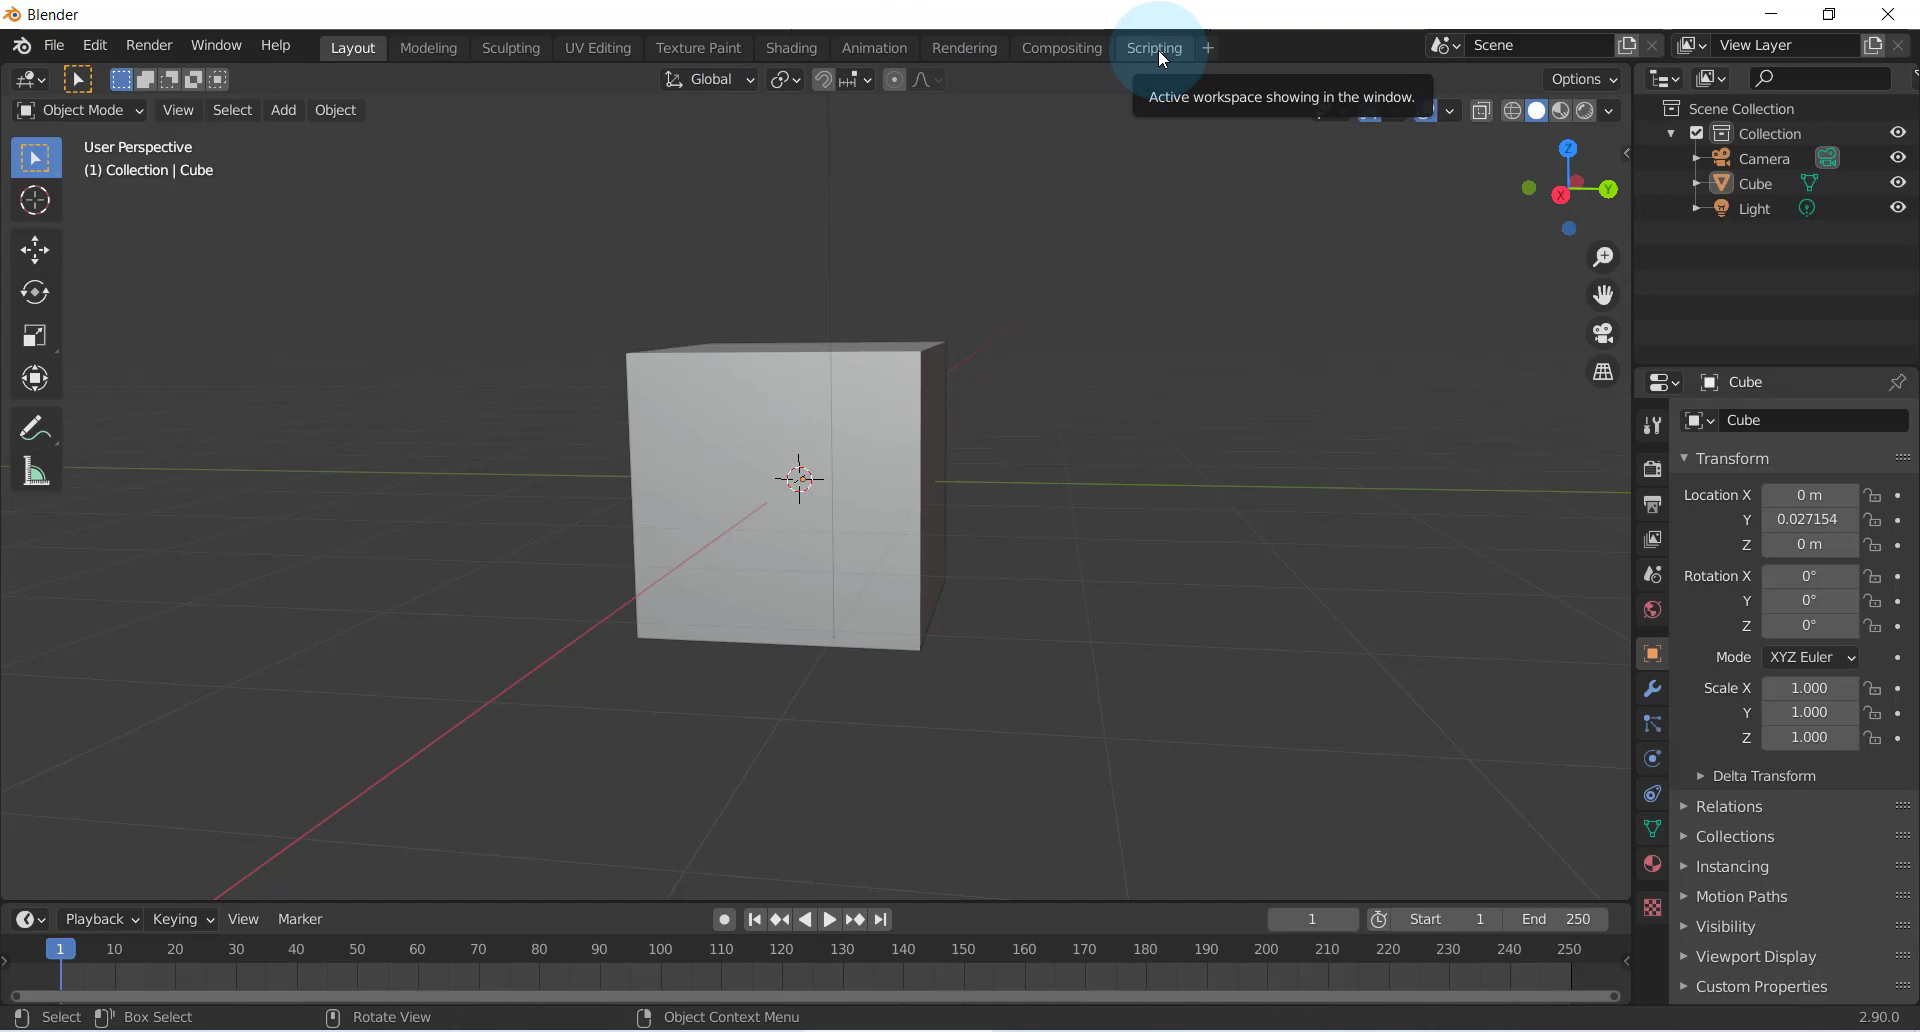 Blender
File Edit Render Window Help Layout Modeling Sculpting UV Editing Texture Paint Shading Animation Rendering Compositing Scripting + Scene View Layer
Global Options
Active workspace showing in the window.
Object Mode View Select Add Object
User Perspective
(1) Collection | Cube
Z
Y
X
Scene Collection
Collection
Camera
Cube
Light
Cube
Cube
Transform
Location X 0 m
Y 0.027154
Z 0 m
Rotation X 0°
Y 0°
Z 0°
Mode XYZ Euler
Scale X 1.000
Y 1.000
Z 1.000
Delta Transform
Relations
Collections
Instancing
Motion Paths
Visibility
Viewport Display
Custom Properties
Playback Keying View Marker 1 Start 1 End 250
1 10 20 30 40 50 60 70 80 90 100 110 120 130 140 150 160 170 180 190 200 210 220 230 240 250
Select Box Select Rotate View Object Context Menu 2.90.0